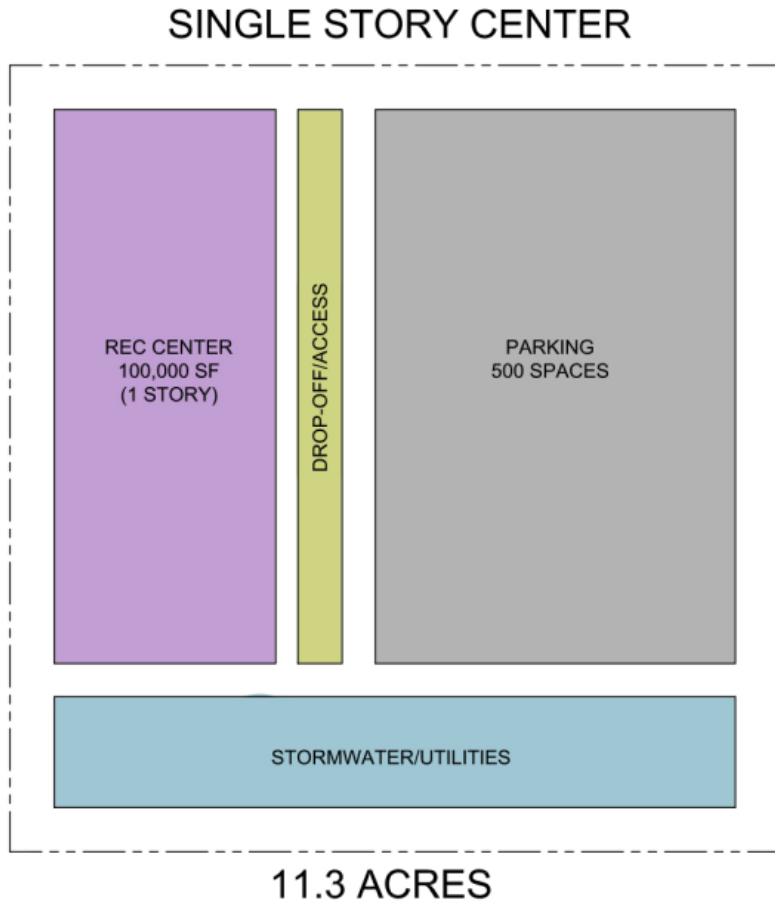 SINGLE STORY CENTER
REC CENTER
100,000 SF
(1 STORY)
DROP-OFF/ACCESS
PARKING
500 SPACES
STORMWATER/UTILITIES
11.3 ACRES